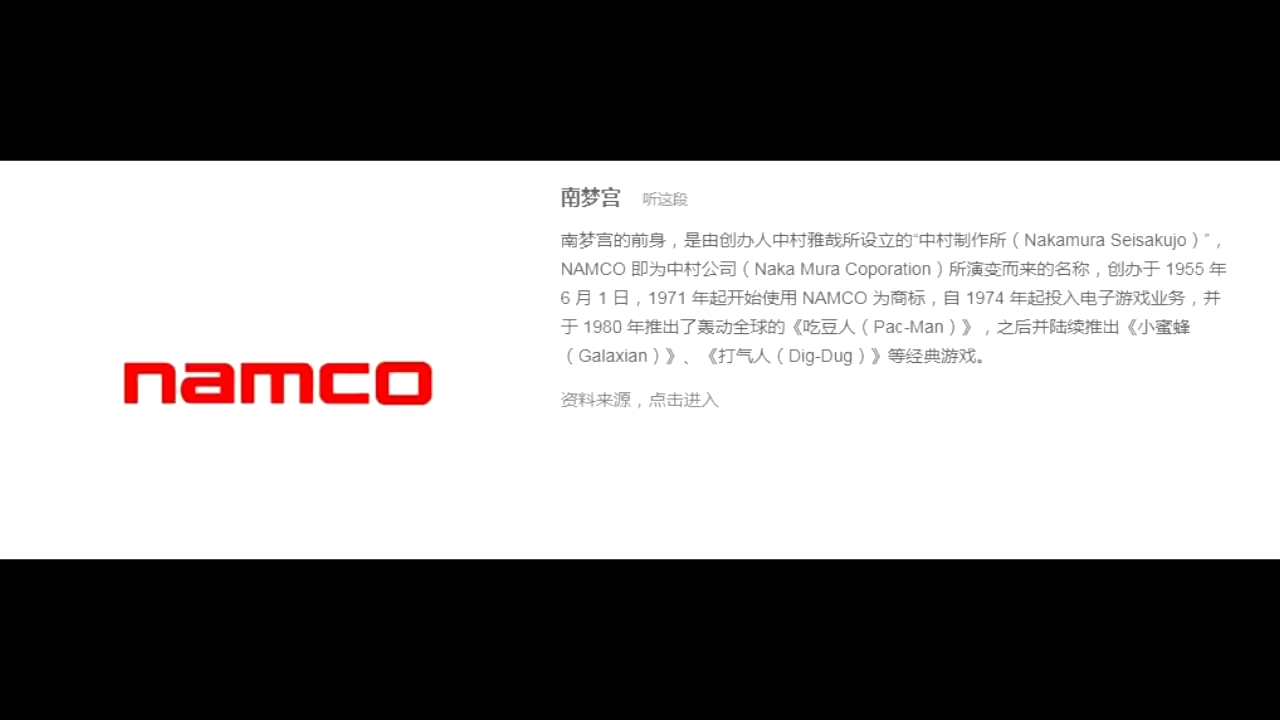 namco
南梦宫 听这段
南梦宫的前身，是由创办人中村雅哉所设立的“中村制作所（Nakamura Seisakujo）”，
NAMCO 即为中村公司（Naka Mura Coporation）所演变而来的名称，创办于 1955 年
6 月 1 日，1971 年起开始使用 NAMCO 为商标，自 1974 年起投入电子游戏业务，并
于 1980 年推出了轰动全球的《吃豆人（Pac-Man）》，之后并陆续推出《小蜜蜂
（Galaxian）》、《打气人（Dig-Dug）》等经典游戏。
资料来源，点击进入